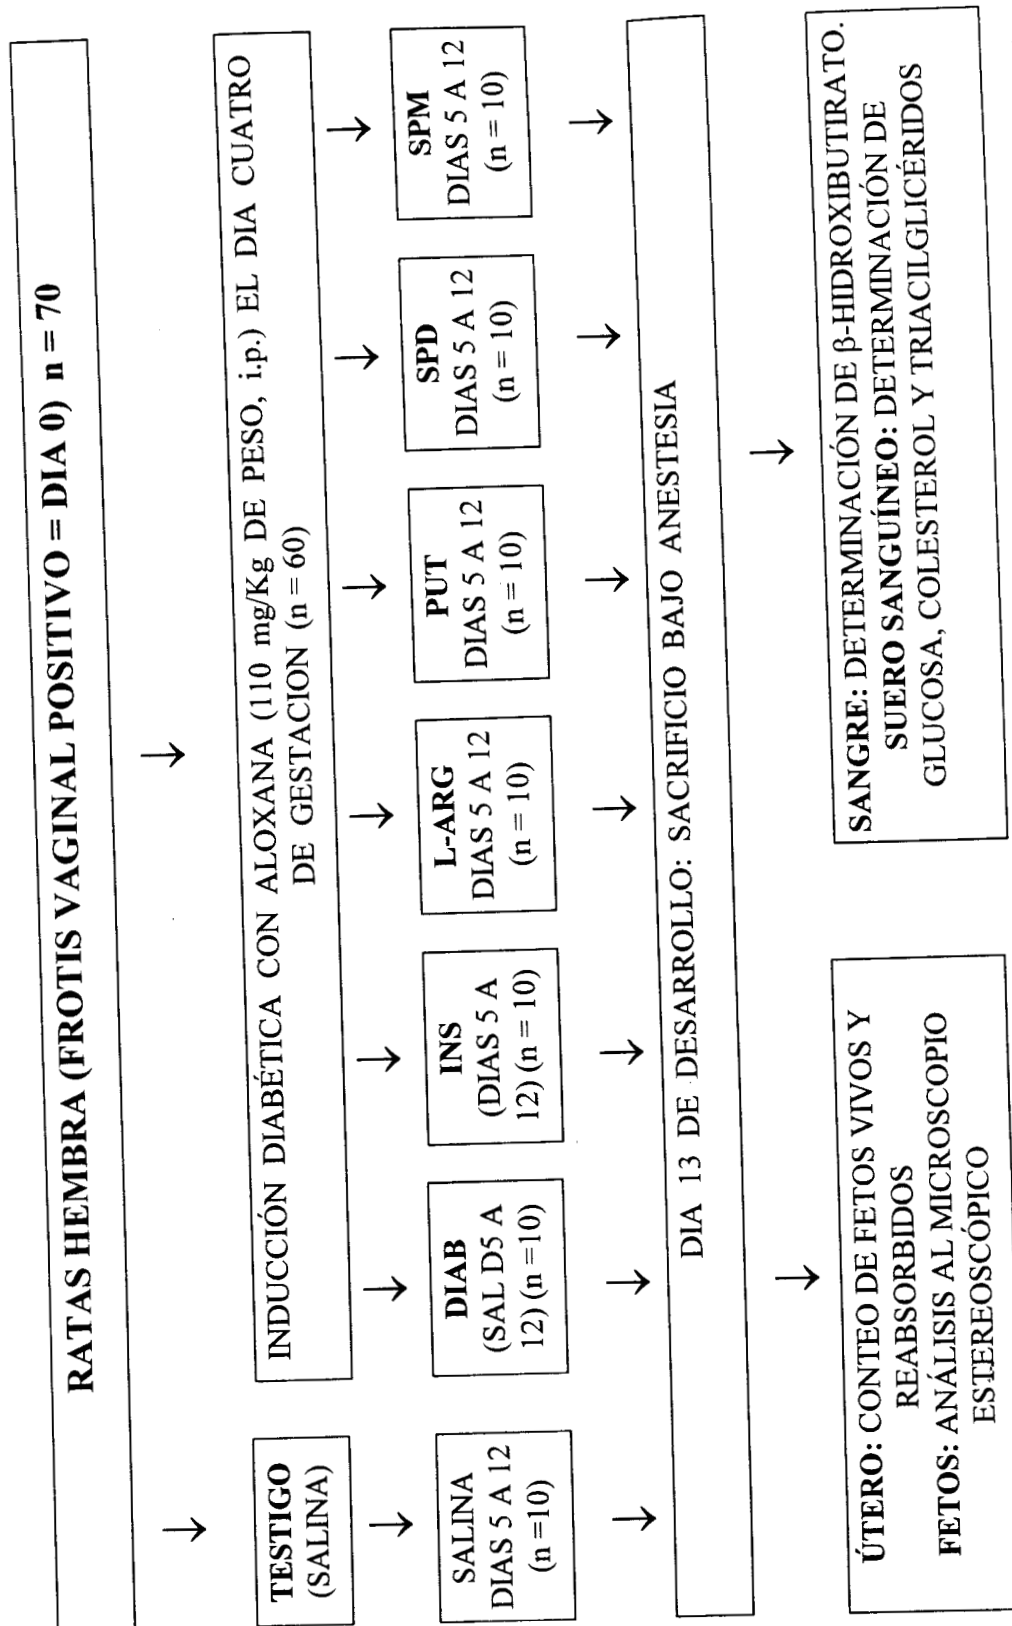 RATAS HEMBRA (FROTIS VAGINAL POSITIVO = DIA 0) n = 70
TESTIGO
(SALINA)
INDUCCIÓN DIABÉTICA CON ALOXANA (110 mg/Kg DE PESO, i.p.) EL DIA CUATRO
DE GESTACION (n = 60)
SALINA
DIAS 5 A 12
(n =10)
DIAB
(SAL D5 A
12) (n =10)
INS
(DIAS 5 A
12) (n = 10)
L-ARG
DIAS 5 A 12
(n = 10)
PUT
DIAS 5 A 12
(n = 10)
SPD
DIAS 5 A 12
(n = 10)
SPM
DIAS 5 A 12
(n = 10)
DIA 13 DE DESARROLLO: SACRIFICIO BAJO ANESTESIA
ÚTERO: CONTEO DE FETOS VIVOS Y
REABSORBIDOS
FETOS: ANÁLISIS AL MICROSCOPIO
ESTEREOSCÓPICO
SANGRE: DETERMINACIÓN DE β-HIDROXIBUTIRATO.
SUERO SANGUÍNEO: DETERMINACIÓN DE
GLUCOSA, COLESTEROL Y TRIACILGLICÉRIDOS